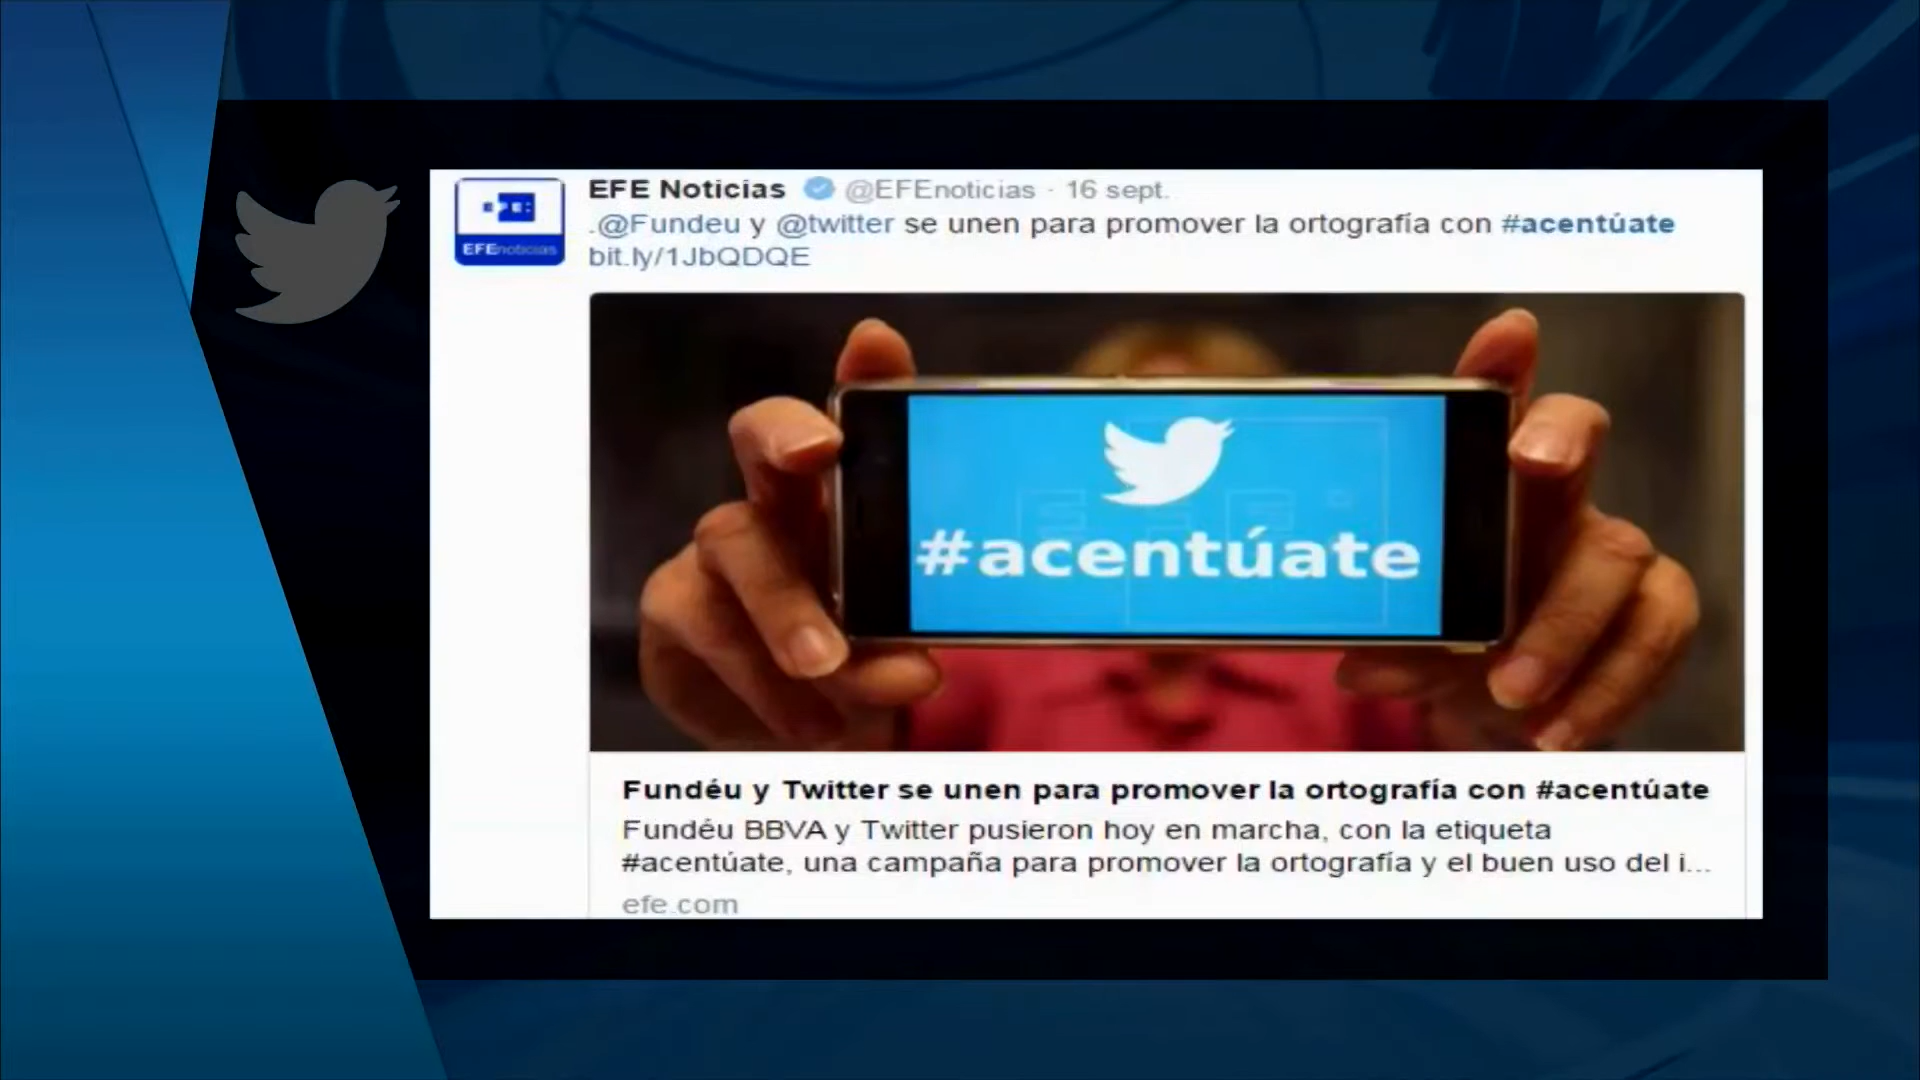 EFE Noticias @EFEnoticias · 16 sept.
.@Fundeu y @twitter se unen para promover la ortografía con #acentúate
bit.ly/1JbQDQE
EFE:
EFEnoticias
#acentúate
Fundéu y Twitter se unen para promover la ortografía con #acentúate
Fundéu BBVA y Twitter pusieron hoy en marcha, con la etiqueta
#acentúate, una campaña para promover la ortografía y el buen uso del i...
efe.com